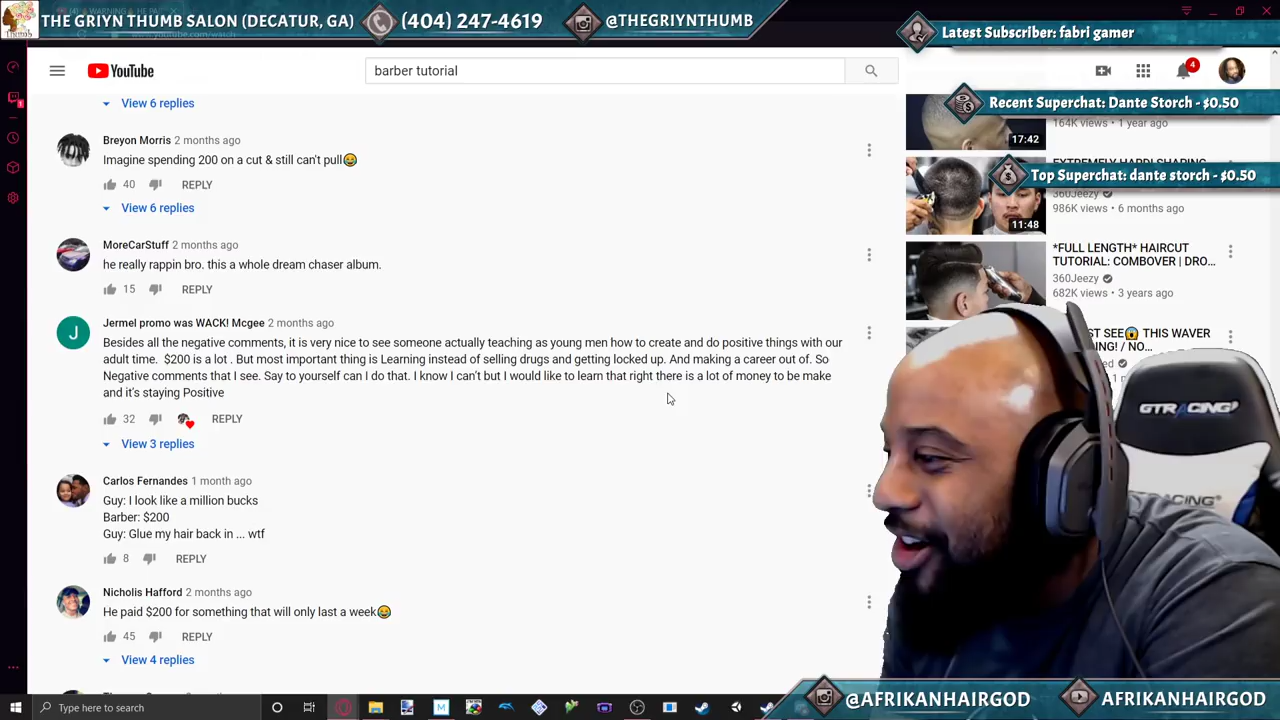 THE GRIYN THUMB SALON (DECATUR, GA)
(404) 247-4619
@THEGRIYNTHUMB
Latest Subscriber: fabri gamer
YouTube
barber tutorial
4
Recent Superchat: Dante Storch - $0.50
164K views • 1 year ago
17:42
Top Superchat: dante storch - $0.50
360Jeezy
986K views • 6 months ago
11:48
*FULL LENGTH* HAIRCUT
TUTORIAL: COMBOVER | DRO...
360Jeezy
682K views • 3 years ago
THIS WAVER
View 6 replies
Breyon Morris 2 months ago
Imagine spending 200 on a cut & still can't pull😂
40 REPLY
View 6 replies
MoreCarStuff 2 months ago
he really rappin bro. this a whole dream chaser album.
15 REPLY
Jermel promo was WACK! Mcgee 2 months ago
J
Besides all the negative comments, it is very nice to see someone actually teaching as young men how to create and do positive things with our
adult time. $200 is a lot . But most important thing is Learning instead of selling drugs and getting locked up. And making a career out of. So
Negative comments that I see. Say to yourself can I do that. I know I can't but I would like to learn that right there is a lot of money to be make
and it's staying Positive
32 REPLY
View 3 replies
Carlos Fernandes 1 month ago
Guy: I look like a million bucks
Barber: $200
Guy: Glue my hair back in ... wtf
8 REPLY
Nicholis Hafford 2 months ago
He paid $200 for something that will only last a week😂
45 REPLY
View 4 replies
GTRACING
Type here to search
@AFRIKANHAIRGOD
AFRIKANHAIRGOD